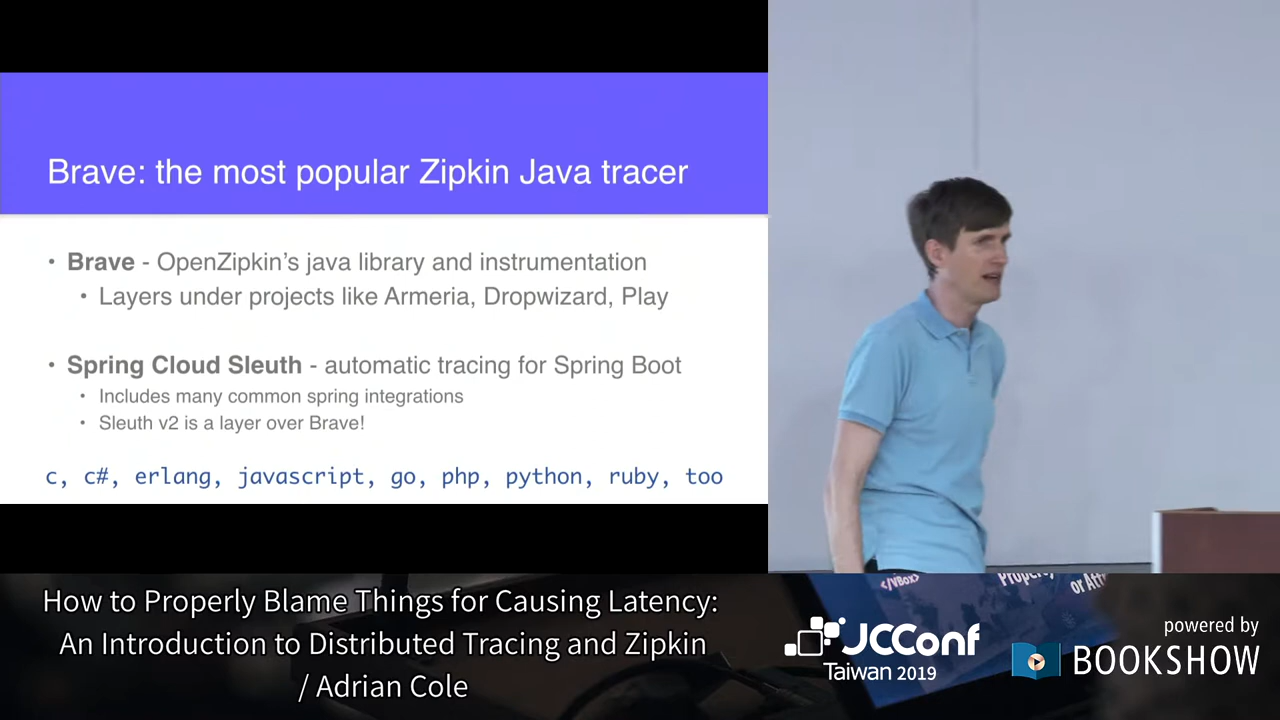 Brave: the most popular Zipkin Java tracer
• Brave - OpenZipkin's java library and instrumentation
• Layers under projects like Armeria, Dropwizard, Play
• Spring Cloud Sleuth - automatic tracing for Spring Boot
• Includes many common spring integrations
• Sleuth v2 is a layer over Brave!
c, c#, erlang, javascript, go, php, python, ruby, too
How to Properly Blame Things for Causing Latency:
An Introduction to Distributed Tracing and Zipkin
/ Adrian Cole
</VBox>
JCConf
Taiwan 2019
powered by
BOOKSHOW